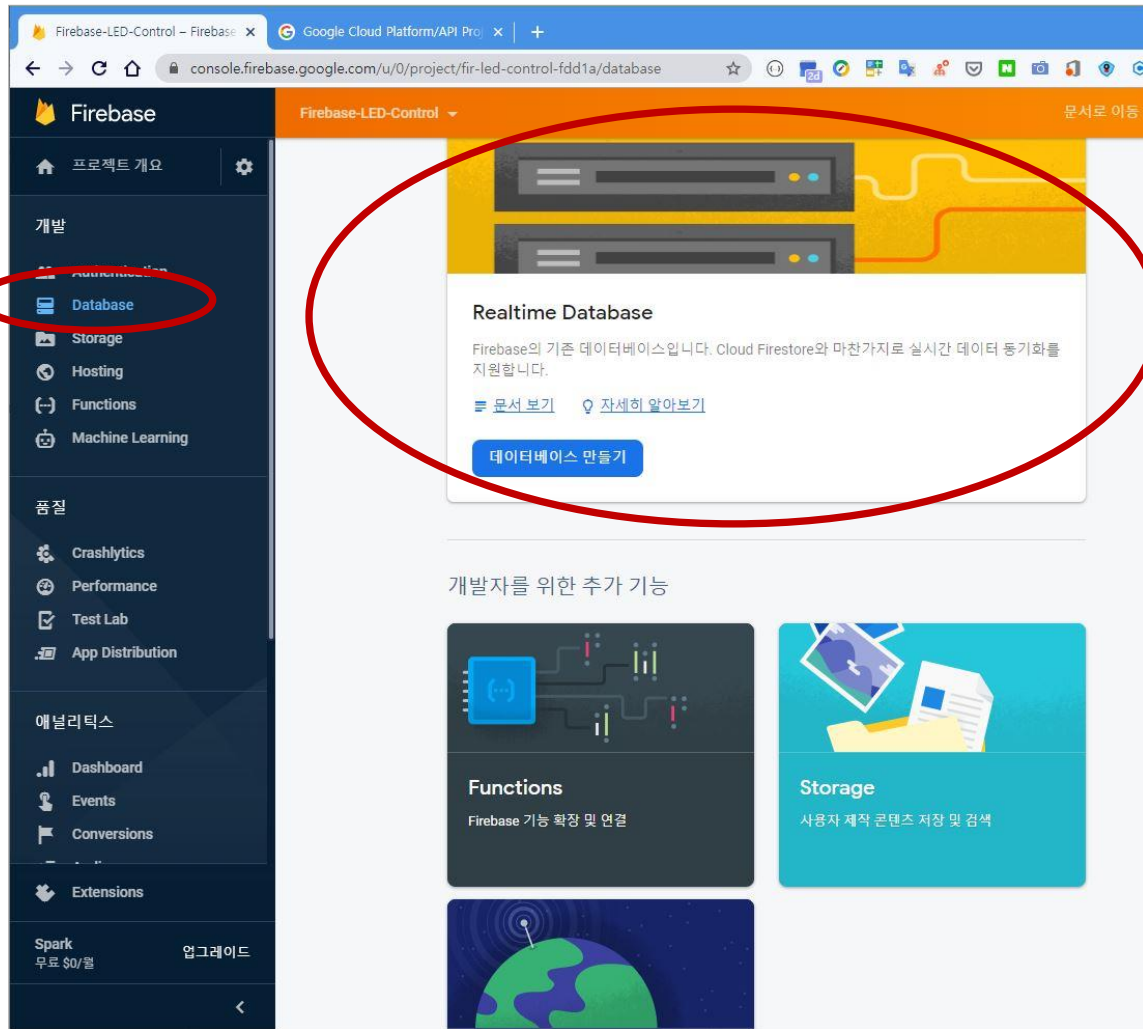 Firebase-LED-Control – Firebase
Google Cloud Platform/API Proj
console.firebase.google.com/u/0/project/fir-led-control-fdd1a/database
2d
N
Firebase
Firebase-LED-Control
문서로 이동
프로젝트 개요
개발
Authentication
Database
Storage
Hosting
Functions
Machine Learning
품질
Crashlytics
Performance
Test Lab
App Distribution
애널리틱스
Dashboard
Events
Conversions
Extensions
Spark
무료 $0/월
업그레이드
Realtime Database
Firebase의 기존 데이터베이스입니다. Cloud Firestore와 마찬가지로 실시간 데이터 동기화를
지원합니다.
문서 보기
자세히 알아보기
데이터베이스 만들기
개발자를 위한 추가 기능
Functions
Firebase 기능 확장 및 연결
Storage
사용자 제작 콘텐츠 저장 및 검색